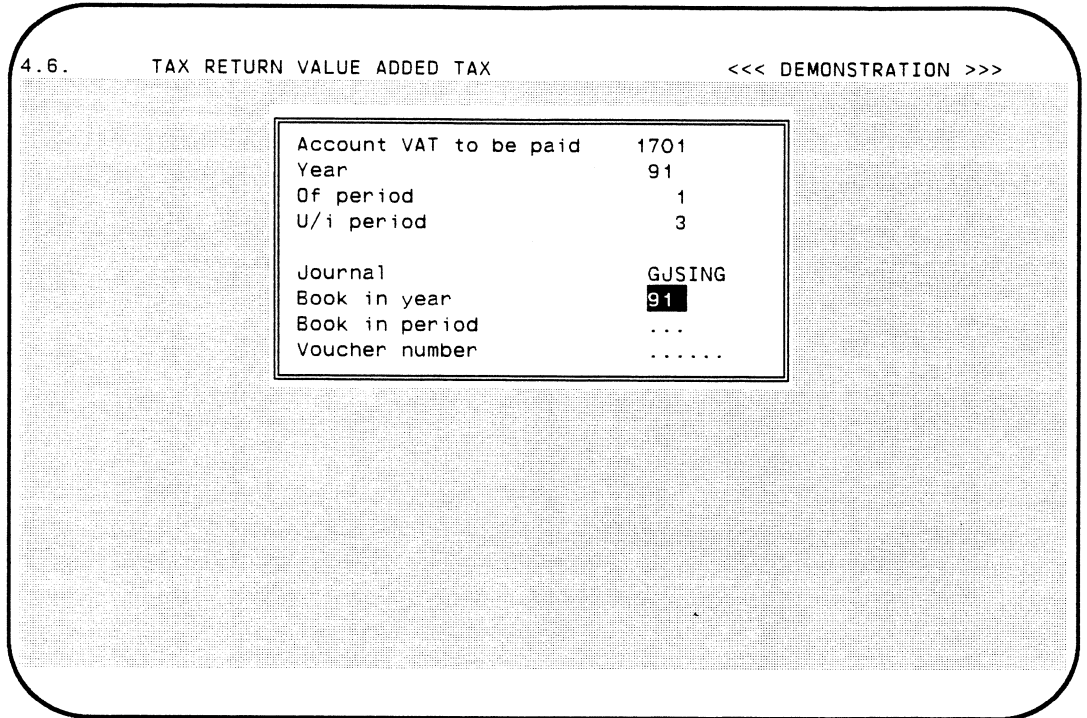 4.6. TAX RETURN VALUE ADDED TAX <<< DEMONSTRATION >>>
Account VAT to be paid 1701
Year 91
Of period 1
U/i period 3
Journal GJSING
Book in year 91
Book in period ...
Voucher number ......